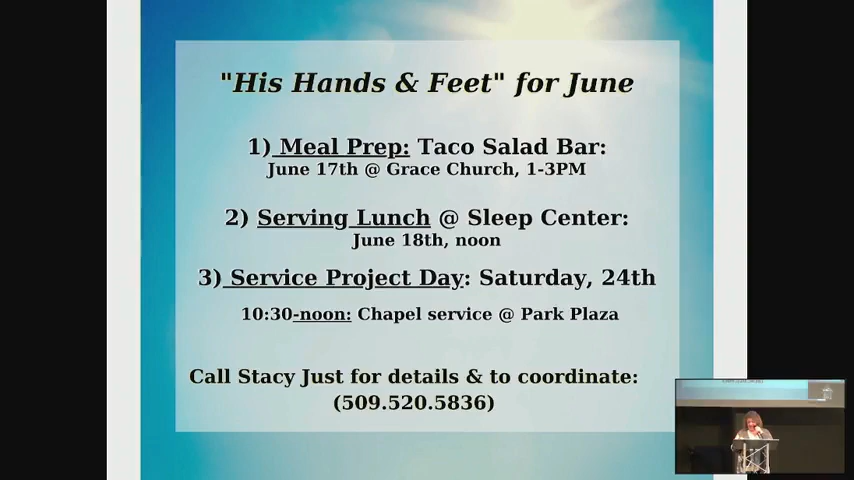 "His Hands & Feet" for June
1) Meal Prep: Taco Salad Bar:
June 17th @ Grace Church, 1-3PM
2) Serving Lunch @ Sleep Center:
June 18th, noon
3) Service Project Day: Saturday, 24th
10:30-noon: Chapel service @ Park Plaza
Call Stacy Just for details & to coordinate:
(509.520.5836)